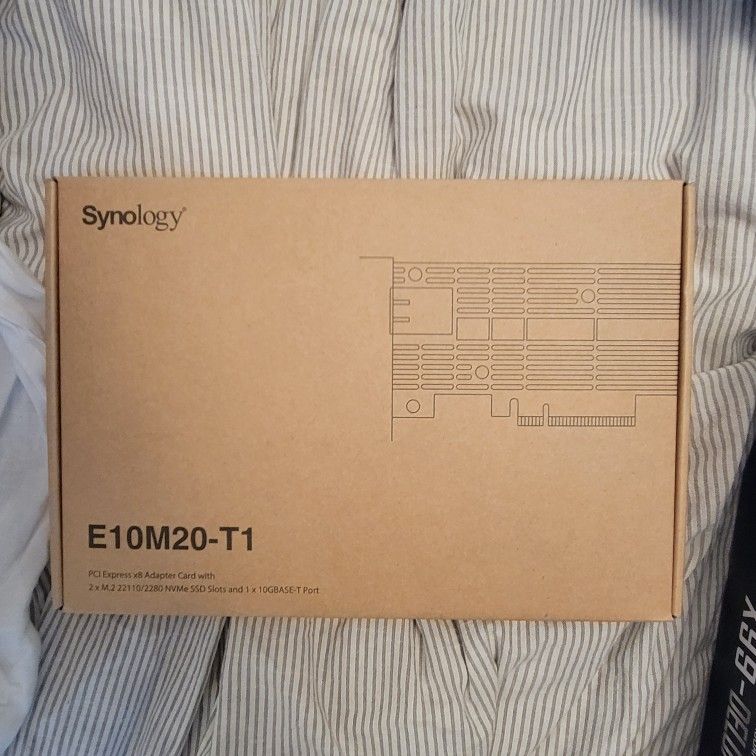 Synology®
E10M20-T1
PCI Express x8 Adapter Card with
2 x M.2 22110/2280 NVMe SSD Slots and 1 x 10GBASE-T Port